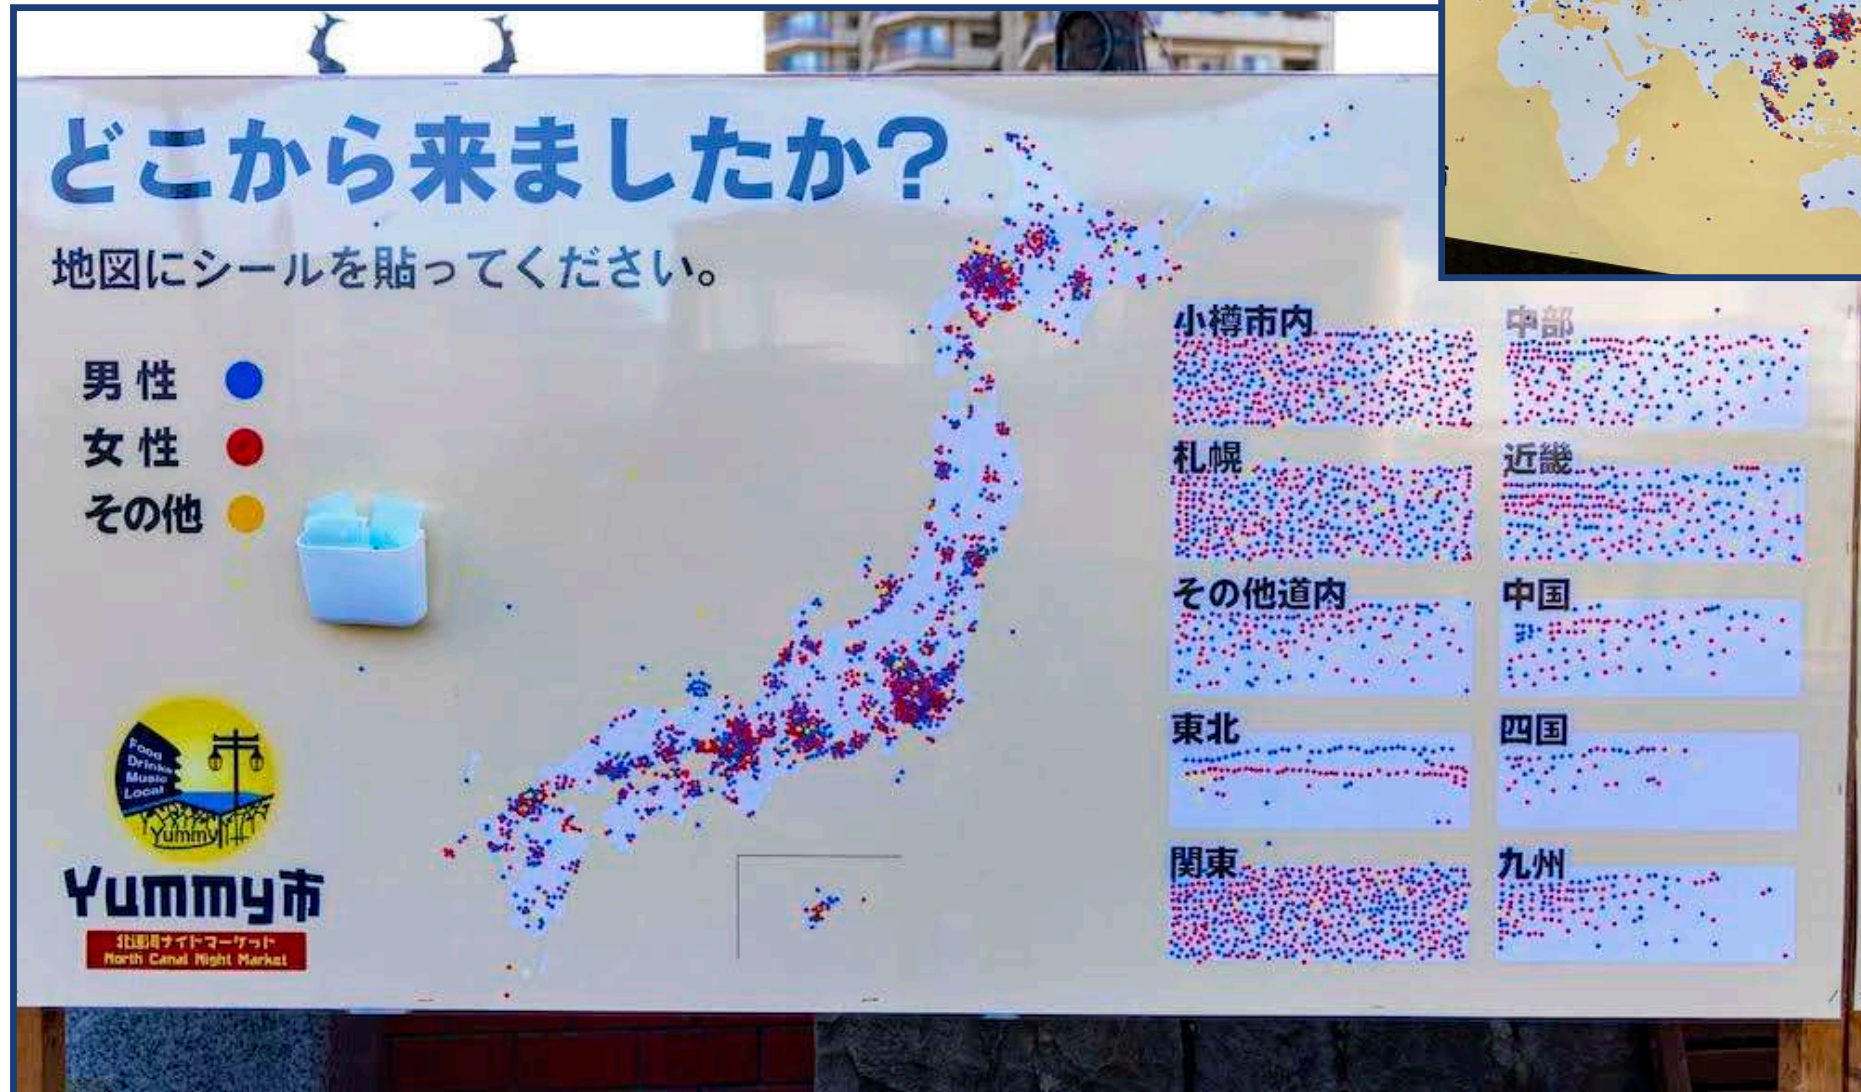 どこから来ましたか?
地図にシールを貼ってください。
男性
女性
その他
Food
Drinks
Music
Local
Yummy
Yummy市
北運河ナイトマーケット
North Canal Night Market
小樽市内
札幌
その他道内
東北
関東
中部
近畿
中国
四国
九州